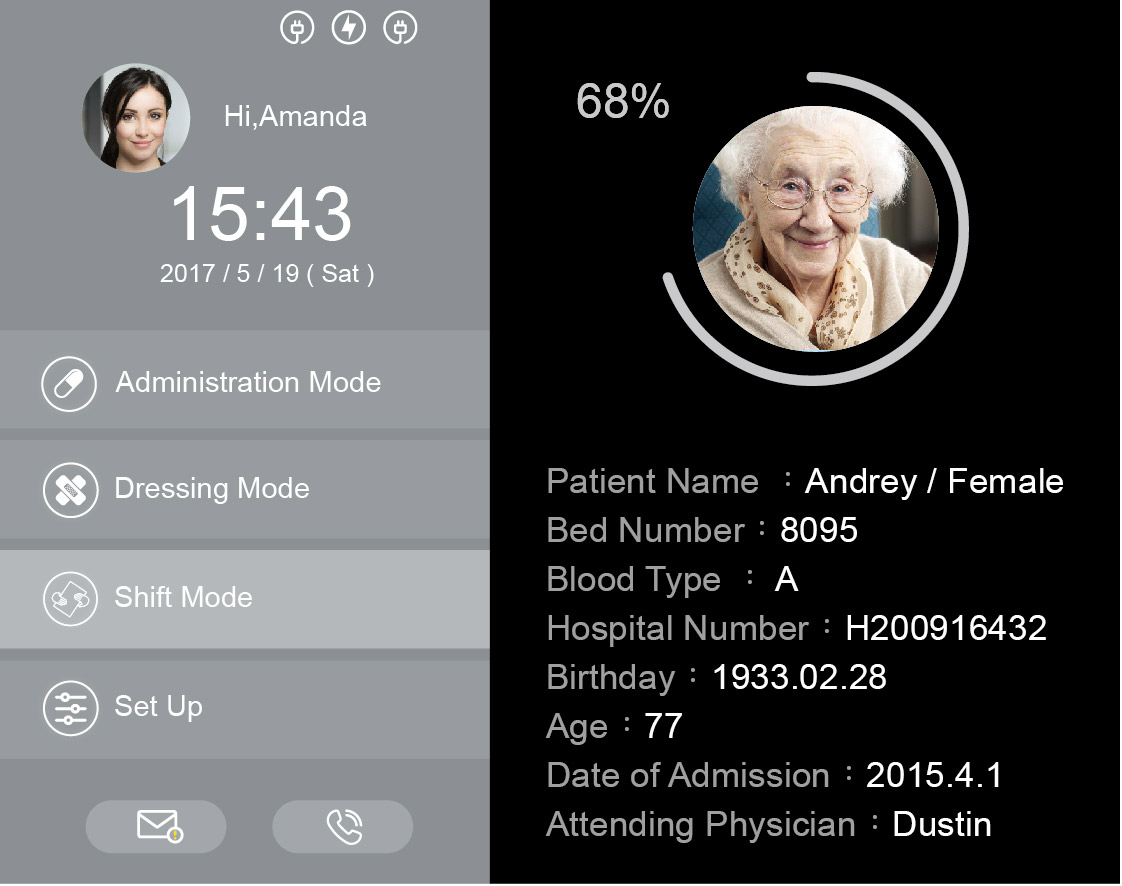 Hi,Amanda
15:43
2017 / 5 / 19 ( Sat )
Administration Mode
Dressing Mode
Shift Mode
Set Up
68%
Patient Name : Andrey / Female
Bed Number : 8095
Blood Type : A
Hospital Number : H200916432
Birthday : 1933.02.28
Age : 77
Date of Admission : 2015.4.1
Attending Physician : Dustin